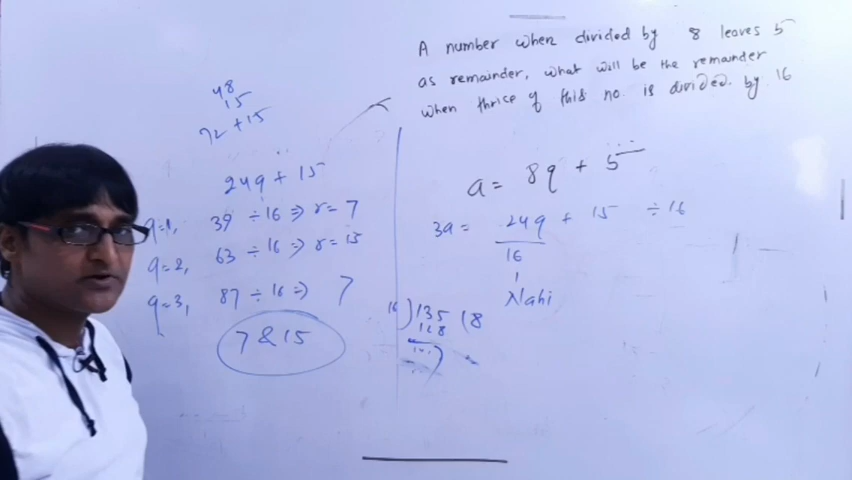 A number when divided by 8 leaves 5
as remainder, what will be the remainder
when thrice of this no. is divided by 16
48
15
72 + 15
24q + 15
q=1, 39 ÷ 16 ⇒ r = 7
q=2, 63 ÷ 16 ⇒ r = 15
q=3, 87 ÷ 16 ⇒ 7
7 & 15
a = 8q + 5
3a = 24q + 15 ÷ 16
16
Nahi
16 ) 135 ( 8
128